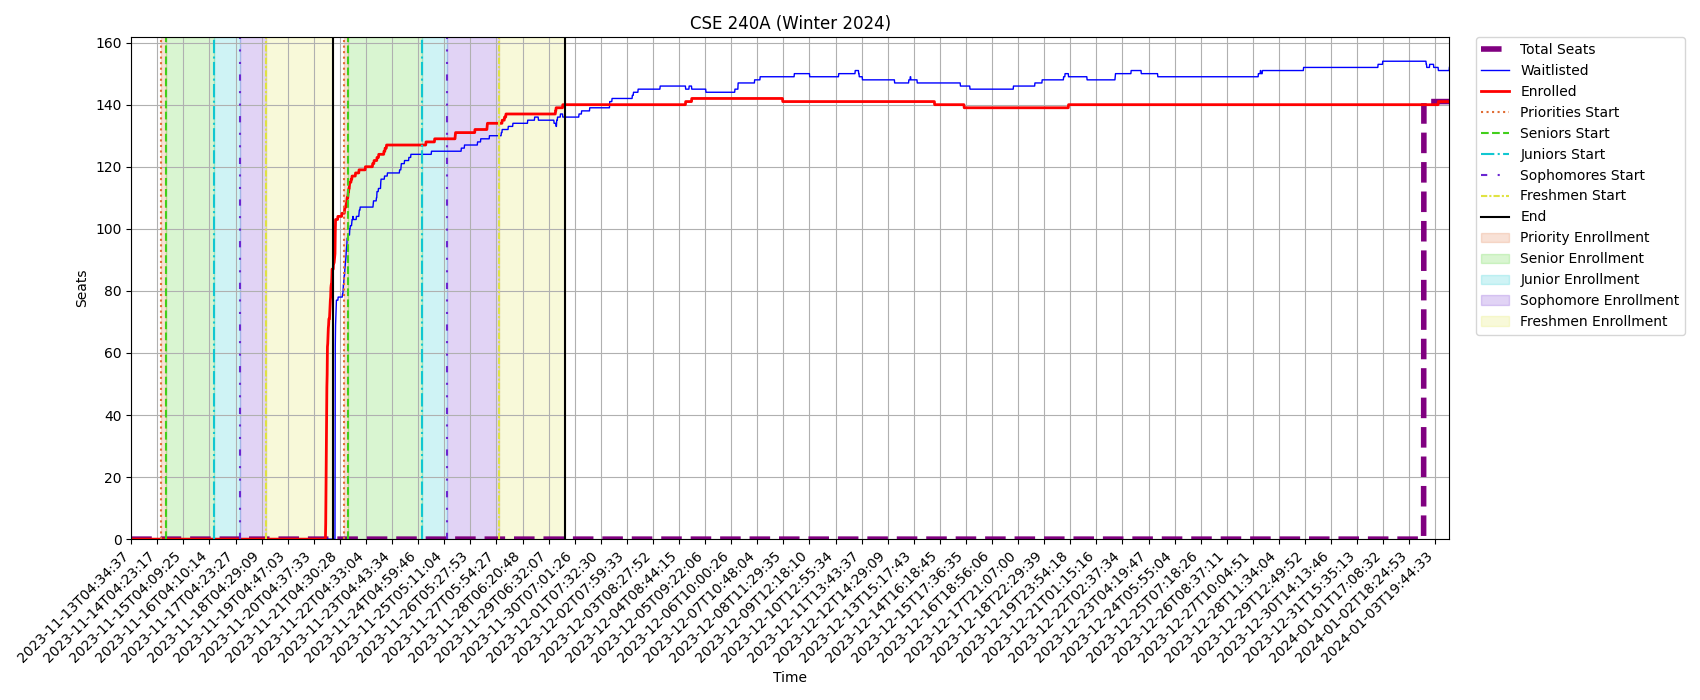 CSE 240A (Winter 2024)
160
140
120
100
80
60
40
20
0
Seats
2023-11-13T04:34:37
2023-11-14T04:23:17
2023-11-15T04:09:25
2023-11-16T04:10:14
2023-11-17T04:23:27
2023-11-18T04:29:09
2023-11-19T04:47:03
2023-11-20T04:37:33
2023-11-21T04:30:28
2023-11-22T04:33:04
2023-11-23T04:43:34
2023-11-24T04:59:46
2023-11-25T05:11:04
2023-11-26T05:27:53
2023-11-27T05:54:27
2023-11-28T06:20:48
2023-11-29T06:32:07
2023-11-30T07:01:26
2023-12-01T07:32:30
2023-12-02T07:59:33
2023-12-03T08:27:52
2023-12-04T08:44:15
2023-12-05T09:22:06
2023-12-06T10:00:26
2023-12-07T10:48:04
2023-12-08T11:29:35
2023-12-09T12:18:10
2023-12-10T12:55:34
2023-12-11T13:43:37
2023-12-12T14:29:09
2023-12-13T15:17:43
2023-12-14T16:18:45
2023-12-15T17:36:35
2023-12-16T18:56:06
2023-12-17T21:07:00
2023-12-18T22:29:39
2023-12-19T23:54:18
2023-12-21T01:15:16
2023-12-22T02:37:34
2023-12-23T04:19:47
2023-12-24T05:55:04
2023-12-25T07:18:26
2023-12-26T08:37:11
2023-12-27T10:04:51
2023-12-28T11:34:04
2023-12-29T12:49:52
2023-12-30T14:13:46
2023-12-31T15:35:13
2024-01-01T17:08:32
2024-01-02T18:24:53
2024-01-03T19:44:33
Time
Total Seats
Waitlisted
Enrolled
Priorities Start
Seniors Start
Juniors Start
Sophomores Start
Freshmen Start
End
Priority Enrollment
Senior Enrollment
Junior Enrollment
Sophomore Enrollment
Freshmen Enrollment